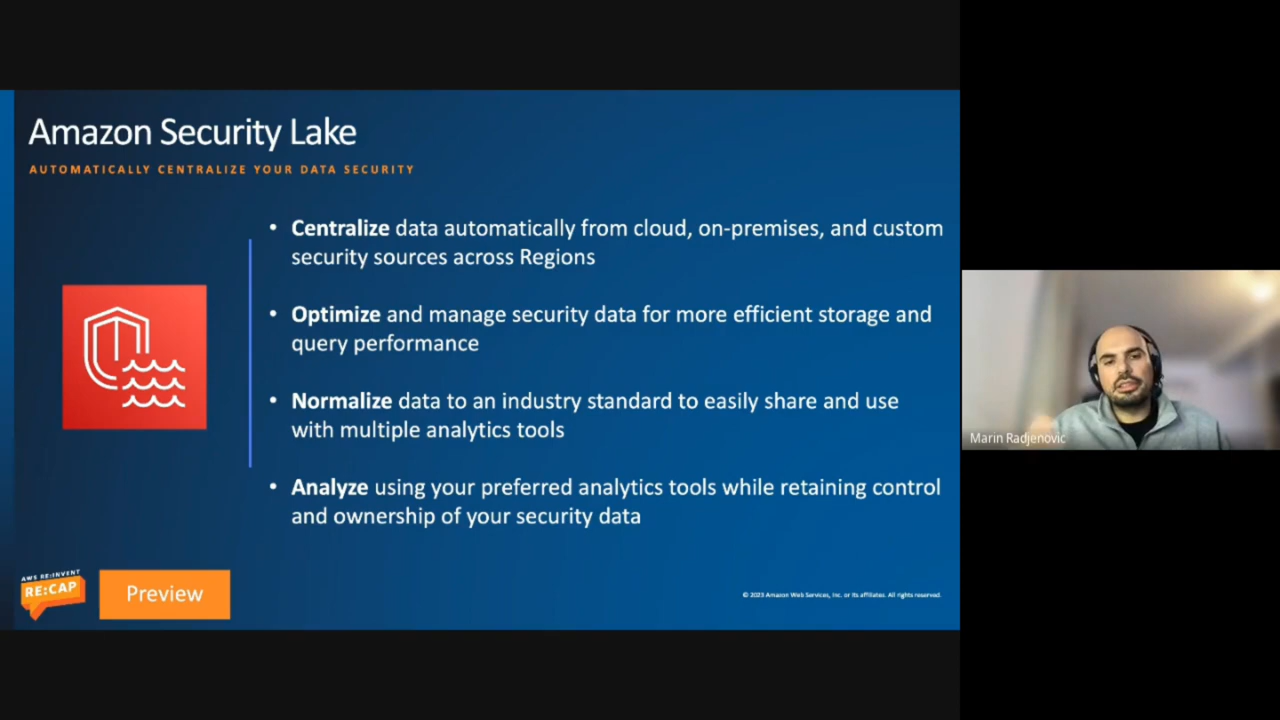 Amazon Security Lake
AUTOMATICALLY CENTRALIZE YOUR DATA SECURITY
• Centralize data automatically from cloud, on-premises, and custom
security sources across Regions
• Optimize and manage security data for more efficient storage and
query performance
• Normalize data to an industry standard to easily share and use
with multiple analytics tools
• Analyze using your preferred analytics tools while retaining control
and ownership of your security data
AWS RE:INVENT
RE:CAP
Preview
© 2023 Amazon Web Services, Inc. or its affiliates. All rights reserved.
Marin Radjenovic